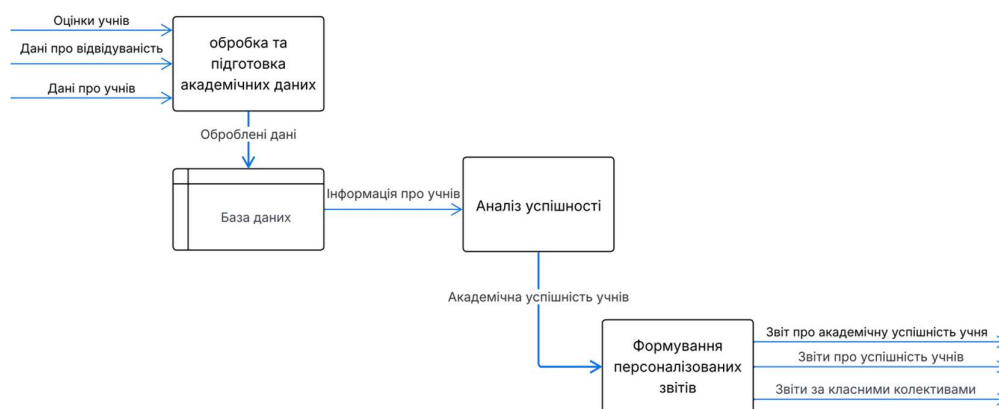 Оцінки учнів
Дані про відвідуваність
Дані про учнів
обробка та
підготовка
академічних даних
Оброблені дані
База даних
Інформація про учнів
Аналіз успішності
Академічна успішність учнів
Формування
персоналізованих
звітів
Звіт про академічну успішність учня
Звіти про успішність учнів
Звіти за класними колективами